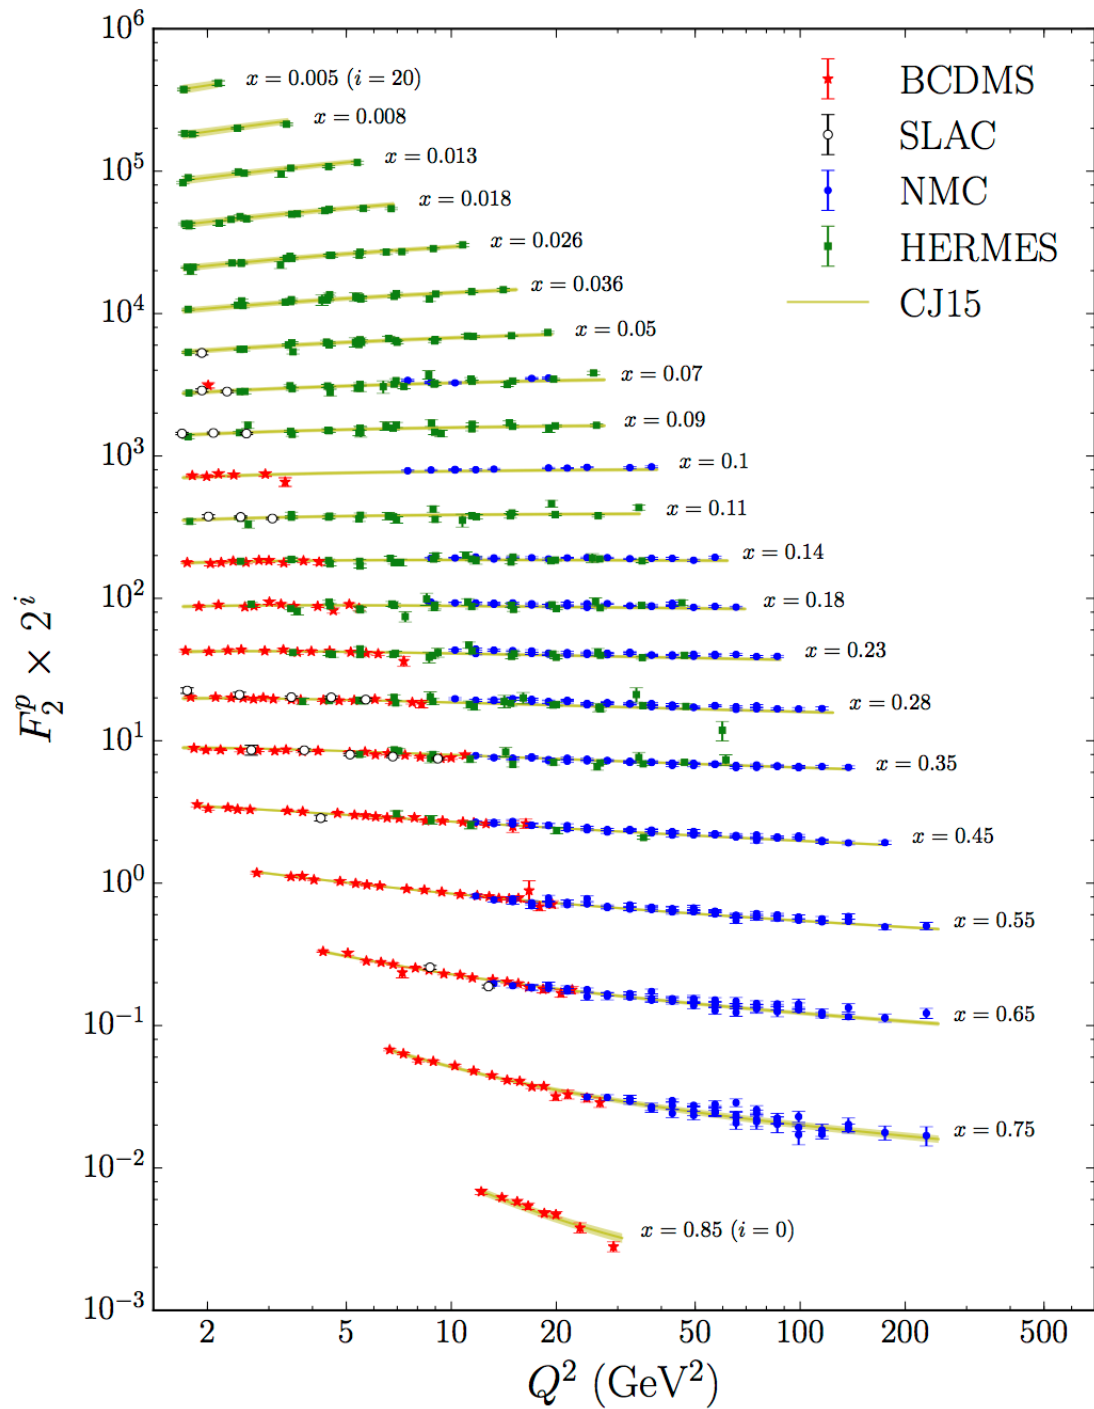 10^6
10^5
10^4
10^3
10^2
10^1
10^0
10^−1
10^−2
10^−3
F_2^p × 2^i
x = 0.005 (i = 20)
x = 0.008
x = 0.013
x = 0.018
x = 0.026
x = 0.036
x = 0.05
x = 0.07
x = 0.09
x = 0.1
x = 0.11
x = 0.14
x = 0.18
x = 0.23
x = 0.28
x = 0.35
x = 0.45
x = 0.55
x = 0.65
x = 0.75
x = 0.85 (i = 0)
BCDMS
SLAC
NMC
HERMES
CJ15
2 5 10 20 50 100 200 500
Q^2 (GeV^2)